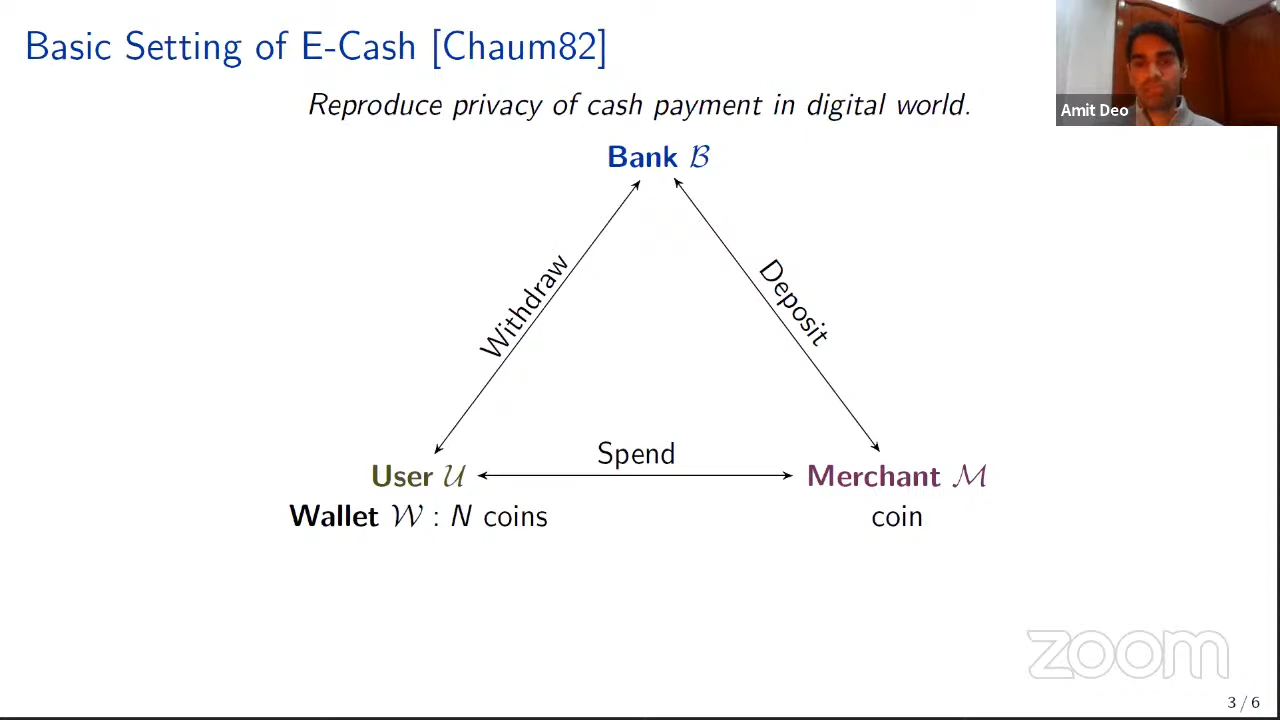 Basic Setting of E-Cash [Chaum82]
Amit Deo
Reproduce privacy of cash payment in digital world.
Bank ℬ
Withdraw
Deposit
Spend
User 𝒰
Merchant ℳ
Wallet 𝒲 : N coins
coin
zoom
3 / 6